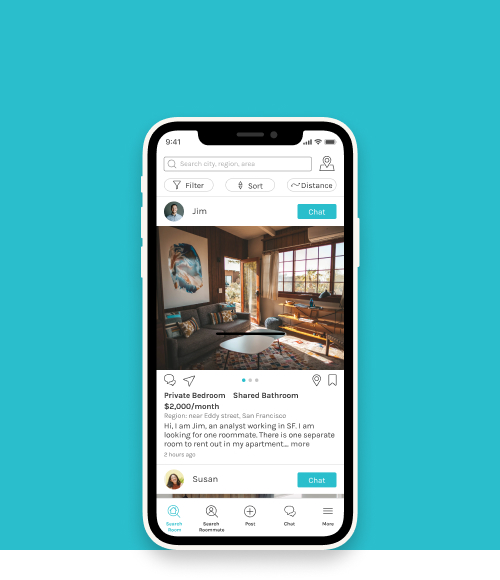 9:41
Search city, region, area
Filter
Sort
Distance
Jim
Chat
Private Bedroom Shared Bathroom
$2,000/month
Region: near Eddy street, San Francisco
Hi, I am Jim, an analyst working in SF. I am
looking for one roommate. There is one separate
room to rent out in my apartment.... more
2 hours ago
Susan
Chat
Search
Room
Search
Roommate
Post
Chat
More